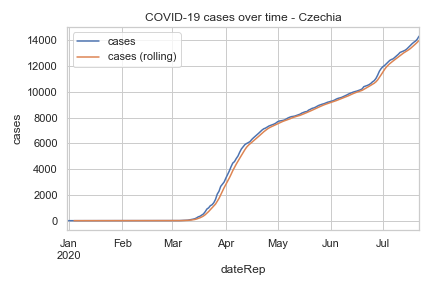 COVID-19 cases over time - Czechia
cases
cases (rolling)
14000
12000
10000
8000
6000
4000
2000
0
cases
Jan Feb Mar Apr May Jun Jul
2020
dateRep